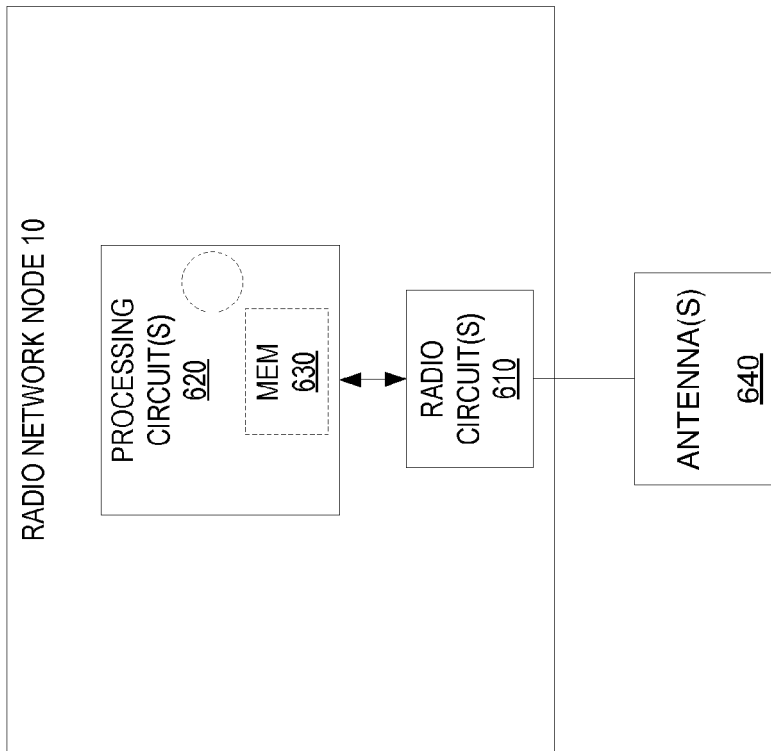 RADIO NETWORK NODE 10
PROCESSING
CIRCUIT(S)
620
MEM
630
RADIO
CIRCUIT(S)
610
ANTENNA(S)
640